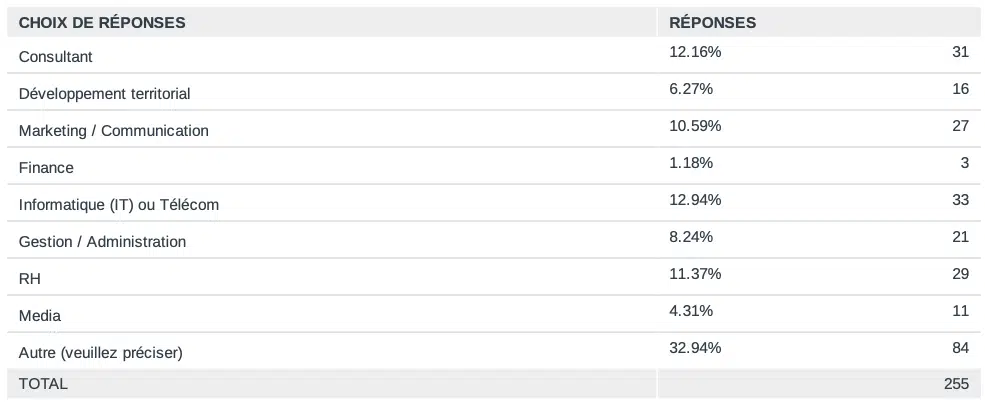 CHOIX DE RÉPONSES RÉPONSES
Consultant 12.16% 31
Développement territorial 6.27% 16
Marketing / Communication 10.59% 27
Finance 1.18% 3
Informatique (IT) ou Télécom 12.94% 33
Gestion / Administration 8.24% 21
RH 11.37% 29
Media 4.31% 11
Autre (veuillez préciser) 32.94% 84
TOTAL 255